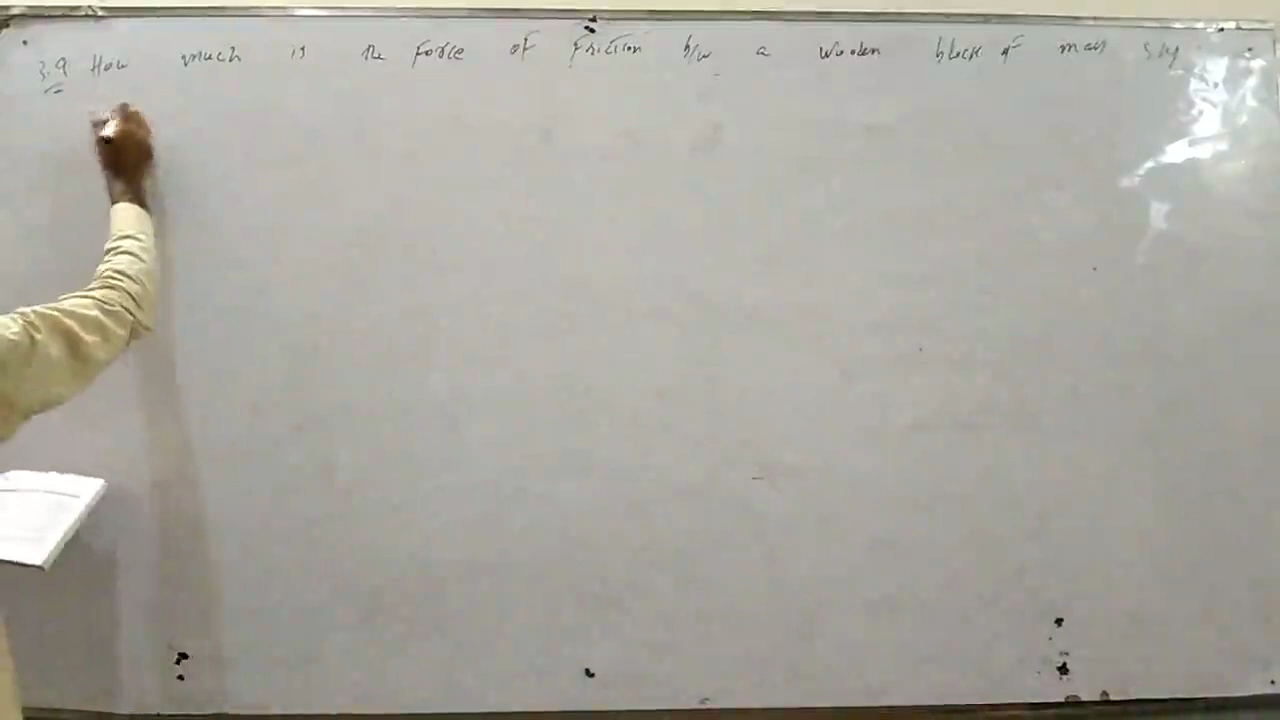 3.9 How much is the Force of Friction b/w a wooden block of mass 5kg